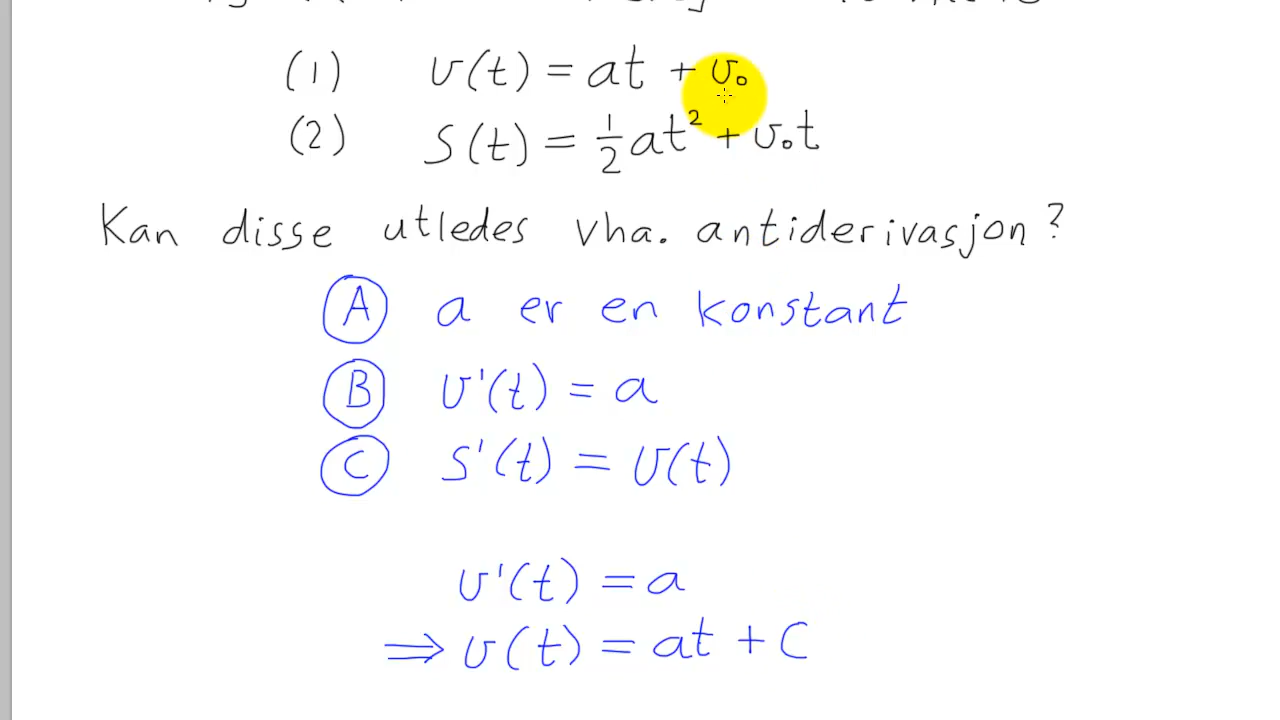 (1) v(t) = at + v₀
(2) S(t) = ½at² + v₀t
Kan disse utledes vha. antiderivasjon?
A a er en konstant
B v'(t) = a
C S'(t) = v(t)
v'(t) = a
⇒ v(t) = at + C